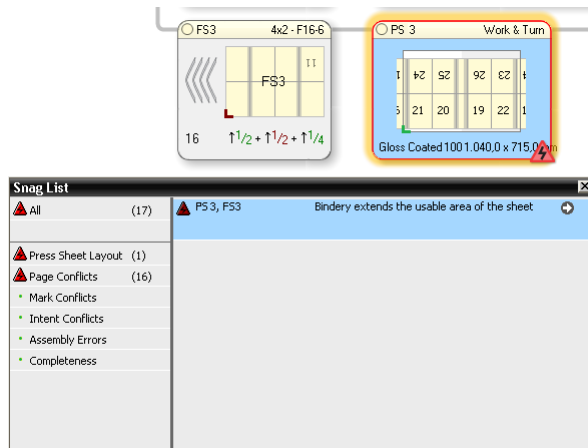 FS3 4x2 - F16-6
11
FS3
16 ↑1/2 + ↑1/2 + ↑1/4
PS 3 Work & Turn
24 25 26 23
21 20 19 22
Gloss Coated 100 1.040,0 x 715,0
Snag List
All (17)
Press Sheet Layout (1)
Page Conflicts (16)
Mark Conflicts
Intent Conflicts
Assembly Errors
Completeness
PS 3, FS3 Bindery extends the usable area of the sheet